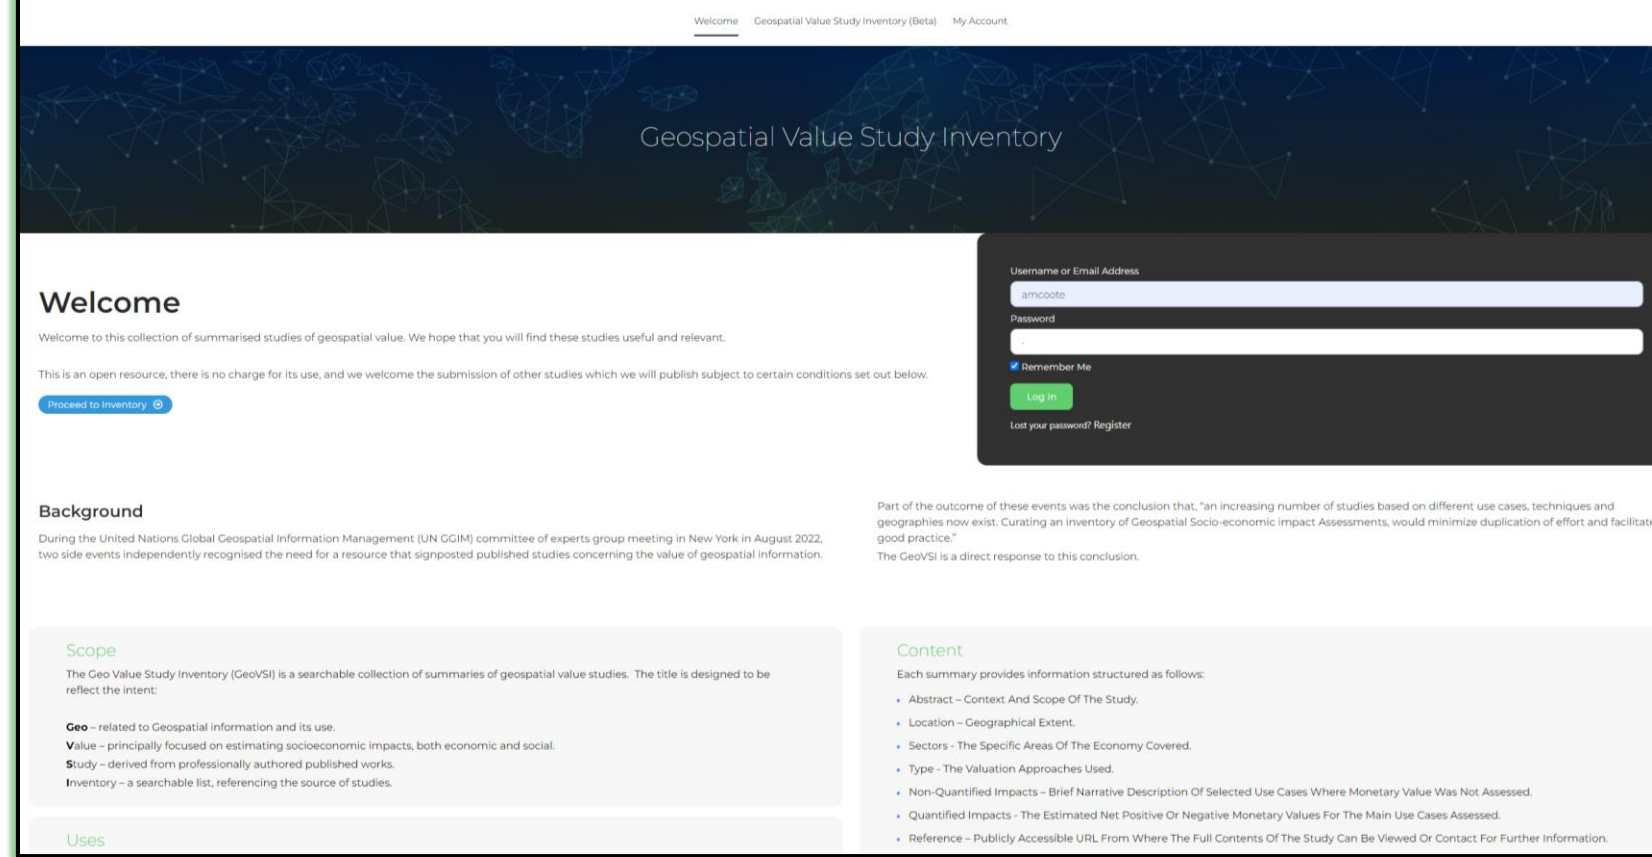 Welcome Geospatial Value Study Inventory (Beta) My Account
Geospatial Value Study Inventory
Welcome
Welcome to this collection of summarised studies of geospatial value. We hope that you will find these studies useful and relevant.
This is an open resource, there is no charge for its use, and we welcome the submission of other studies which we will publish subject to certain conditions set out below.
Proceed to Inventory
Username or Email Address
amcoote
Password
Remember Me
Log In
Lost your password? Register
Background
During the United Nations Global Geospatial Information Management (UN GGIM) committee of experts group meeting in New York in August 2022,
two side events independently recognised the need for a resource that signposted published studies concerning the value of geospatial information.
Part of the outcome of these events was the conclusion that, "an increasing number of studies based on different use cases, techniques and
geographies now exist. Curating an inventory of Geospatial Socio-economic impact Assessments, would minimize duplication of effort and facilitate
good practice."
The GeoVSI is a direct response to this conclusion.
Scope
The Geo Value Study Inventory (GeoVSI) is a searchable collection of summaries of geospatial value studies. The title is designed to be
reflect the intent:
Geo – related to Geospatial information and its use.
Value – principally focused on estimating socioeconomic impacts, both economic and social.
Study – derived from professionally authored published works.
Inventory – a searchable list, referencing the source of studies.
Uses
Content
Each summary provides information structured as follows:
• Abstract – Context And Scope Of The Study.
• Location – Geographical Extent.
• Sectors - The Specific Areas Of The Economy Covered.
• Type - The Valuation Approaches Used.
• Non-Quantified Impacts – Brief Narrative Description Of Selected Use Cases Where Monetary Value Was Not Assessed.
• Quantified Impacts - The Estimated Net Positive Or Negative Monetary Values For The Main Use Cases Assessed.
• Reference – Publicly Accessible URL From Where The Full Contents Of The Study Can Be Viewed Or Contact For Further Information.